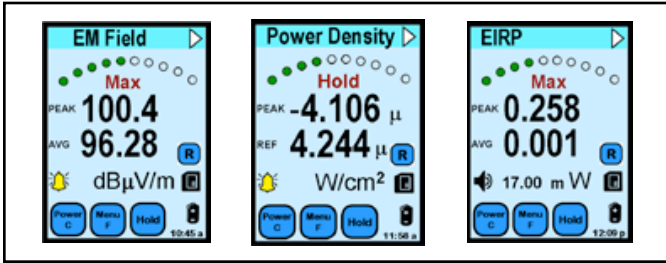 EM Field
Max
PEAK 100.4
AVG 96.28
R
dBµV/m
Power C
Menu F
Hold
10:45 a
Power Density
Hold
PEAK -4.106 µ
REF 4.244 µ
R
W/cm²
Power C
Menu F
Hold
11:56 a
EIRP
Max
PEAK 0.258
AVG 0.001
R
17.00 m W
Power C
Menu F
Hold
12:09 p